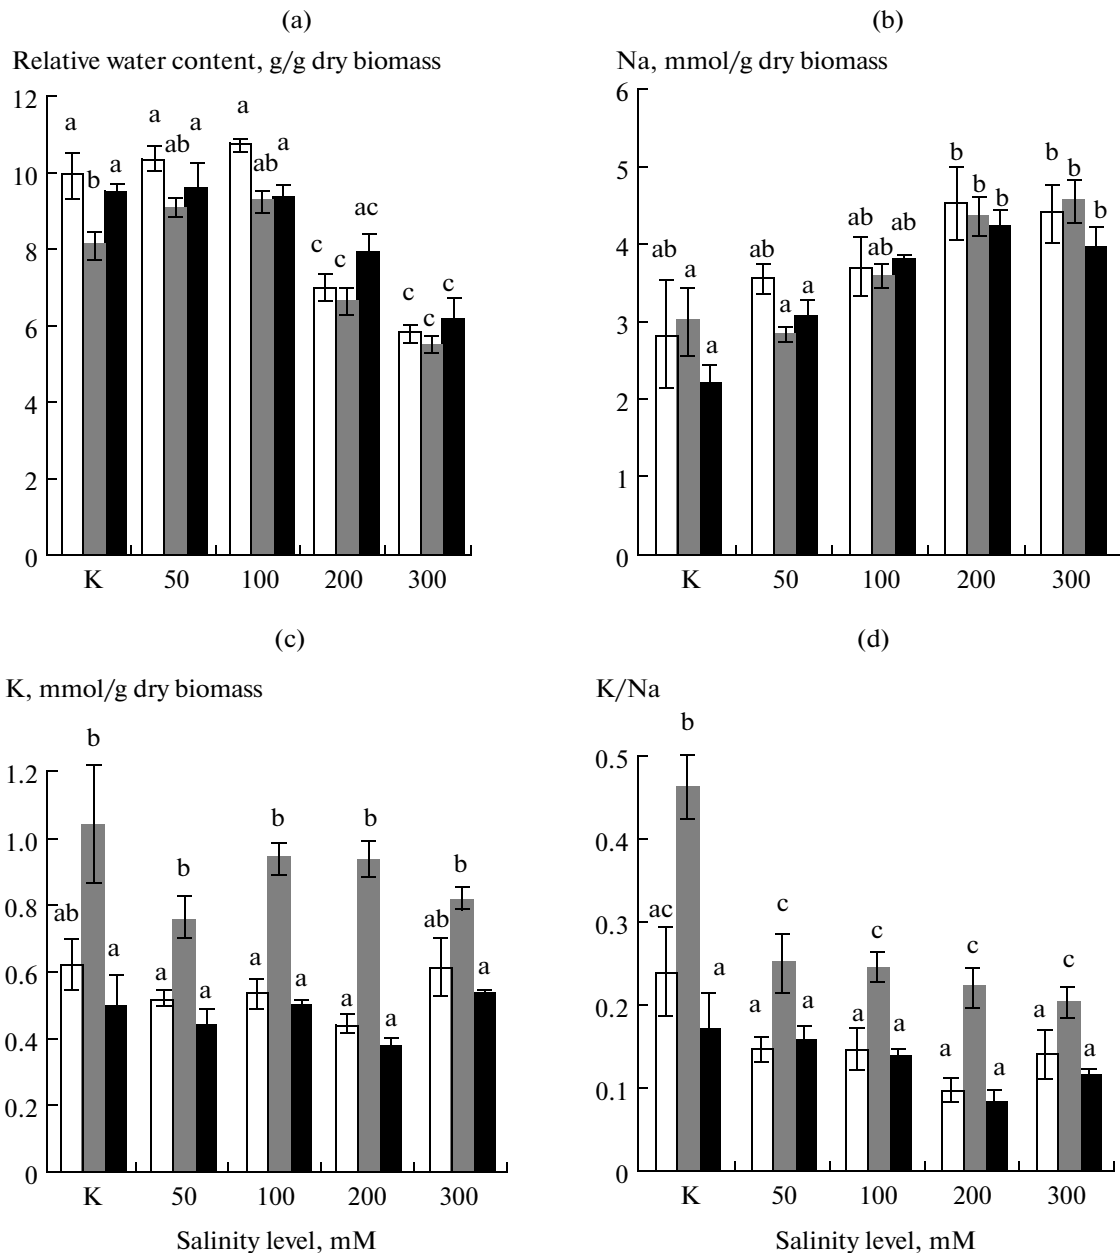 (a)
Relative water content, g/g dry biomass
12
10
8
6
4
2
0
a
b
a
a
ab
a
a
ab
a
c
c
ac
c
c
c
K 50 100 200 300
(b)
Na, mmol/g dry biomass
6
5
4
3
2
1
0
ab
a
a
ab
a
a
ab
ab
ab
b
b
b
b
b
b
K 50 100 200 300
(c)
K, mmol/g dry biomass
1.2
1.0
0.8
0.6
0.4
0.2
0
ab
b
a
a
b
a
a
b
a
a
b
a
ab
b
a
K 50 100 200 300
Salinity level, mM
(d)
K/Na
0.5
0.4
0.3
0.2
0.1
0
ac
b
a
a
c
a
a
c
a
a
c
a
a
c
a
K 50 100 200 300
Salinity level, mM